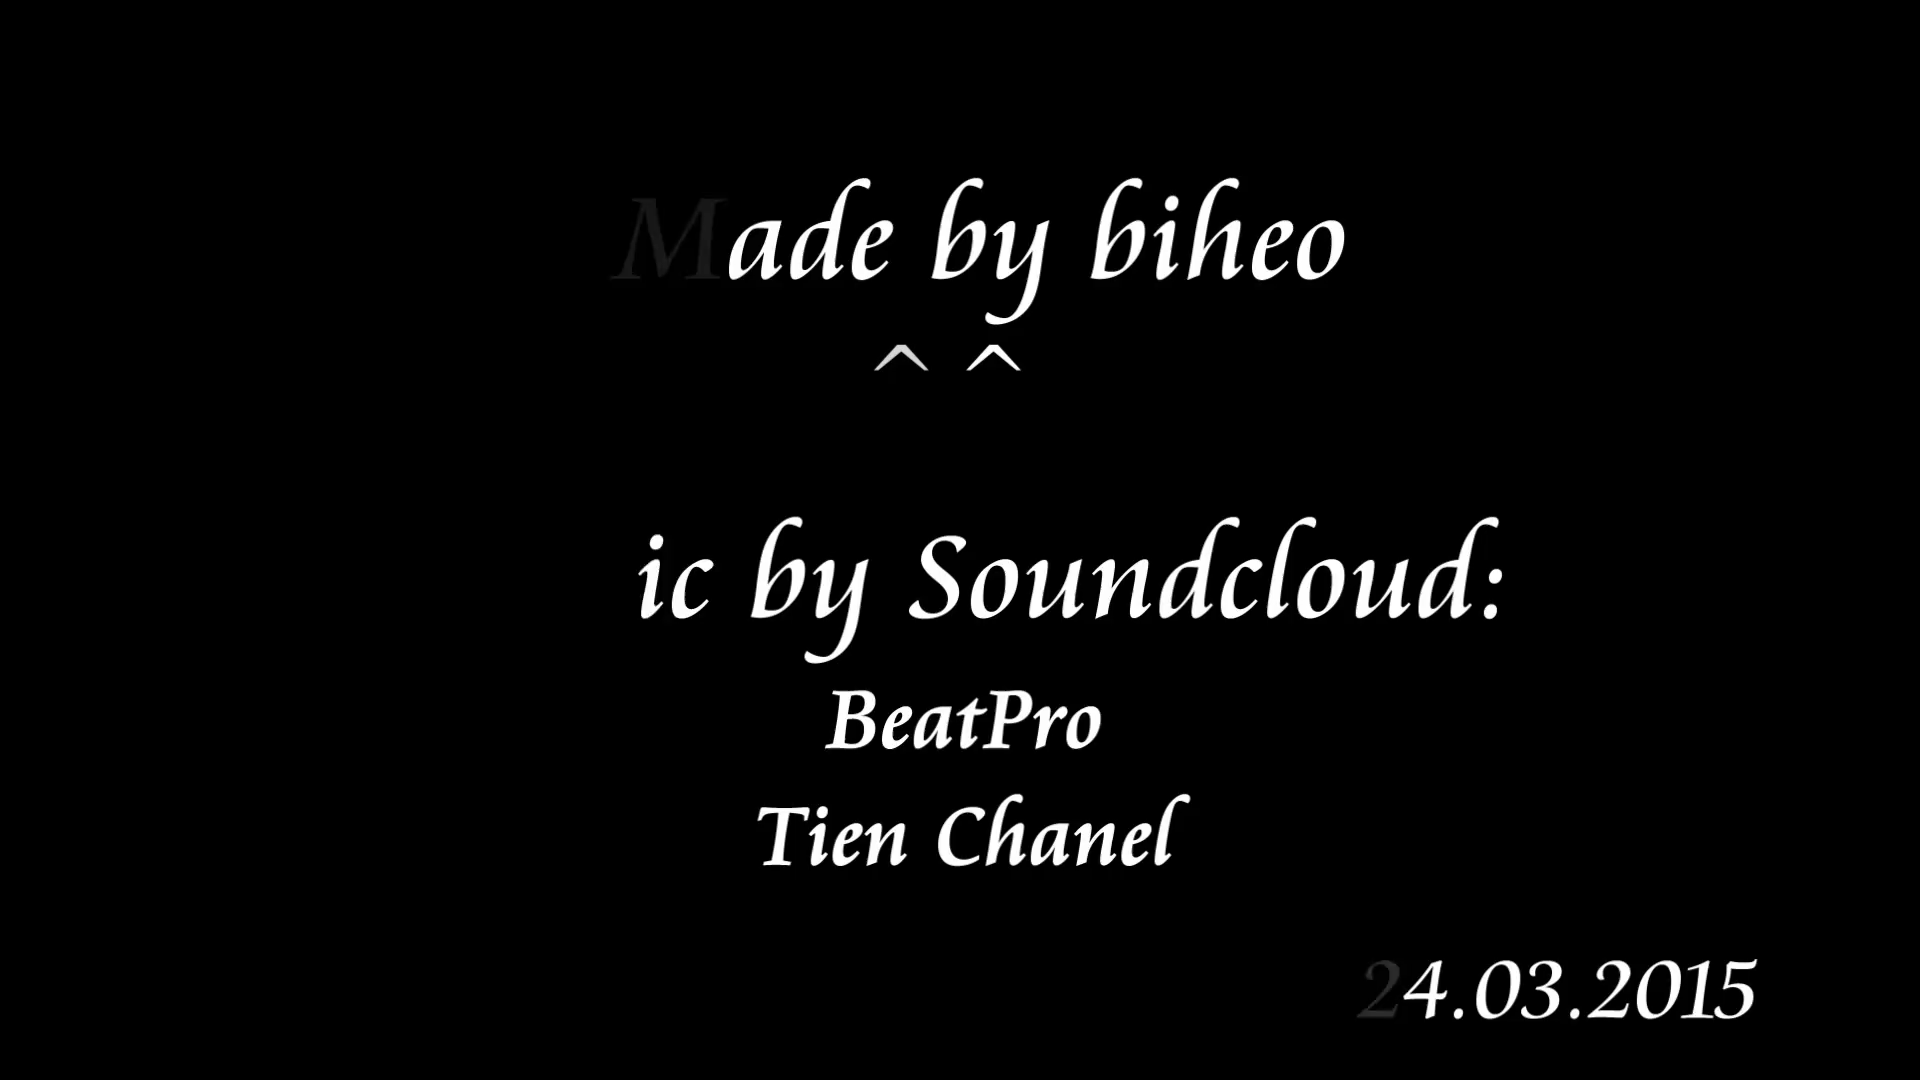 Made by biheo
^ ^
ic by Soundcloud:
BeatPro
Tien Chanel
24.03.2015